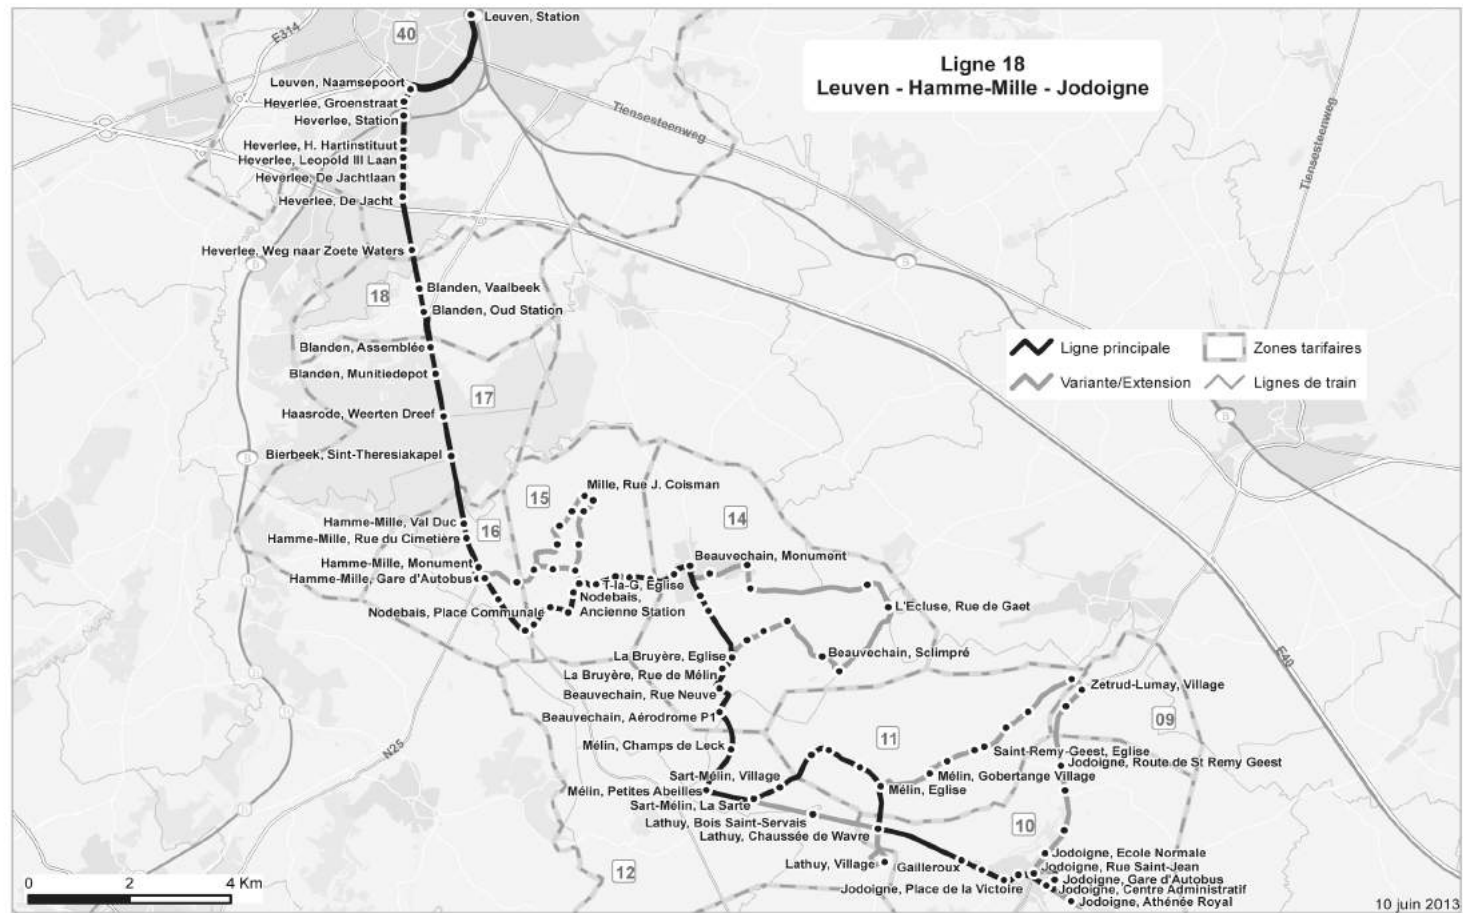 Leuven, Station
40
E314
Ligne 18
Leuven - Hamme-Mille - Jodoigne
Leuven, Naamsepoort
Heverlee, Groenstraat
Heverlee, Station
Tiensesteenweg
Tiensesteenweg
Heverlee, H. Hartinstituut
Heverlee, Leopold III Laan
Heverlee, De Jachtlaan
Heverlee, De Jacht
Heverlee, Weg naar Zoete Waters
B
B
18
Blanden, Vaalbeek
Blanden, Oud Station
Blanden, Assemblée
Ligne principale
Zones tarifaires
Variante/Extension
Lignes de train
Blanden, Munitiedepot
17
Haasrode, Weerten Dreef
B
Bierbeek, Sint-Theresiakapel
B
Mille, Rue J. Coisman
15
14
Hamme-Mille, Val Duc
16
Hamme-Mille, Rue du Cimetière
Hamme-Mille, Monument
Beauvechain, Monument
Hamme-Mille, Gare d'Autobus
T-la-G, Eglise
Nodebais,
Ancienne Station
Nodebais, Place Communale
L'Ecluse, Rue de Gaet
La Bruyère, Eglise
Beauvechain, Sclimpré
E40
La Bruyère, Rue de Mélin
Zétrud-Lumay, Village
Beauvechain, Rue Neuve
Beauvechain, Aérodrome P1
09
11
N25
Mélin, Champs de Leck
Saint-Remy-Geest, Eglise
Jodoigne, Route de St Remy Geest
Sart-Mélin, Village
Mélin, Gobertange Village
Mélin, Petites Abeilles
Mélin, Eglise
Sart-Mélin, La Sarte
Lathuy, Bois Saint-Servais
10
Lathuy, Chaussée de Wavre
Jodoigne, Ecole Normale
Lathuy, Village
Gailleroux
Jodoigne, Rue Saint-Jean
12
Jodoigne, Gare d'Autobus
Jodoigne, Place de la Victoire
Jodoigne, Centre Administratif
Jodoigne, Athénée Royal
0 2 4 Km
10 juin 2013